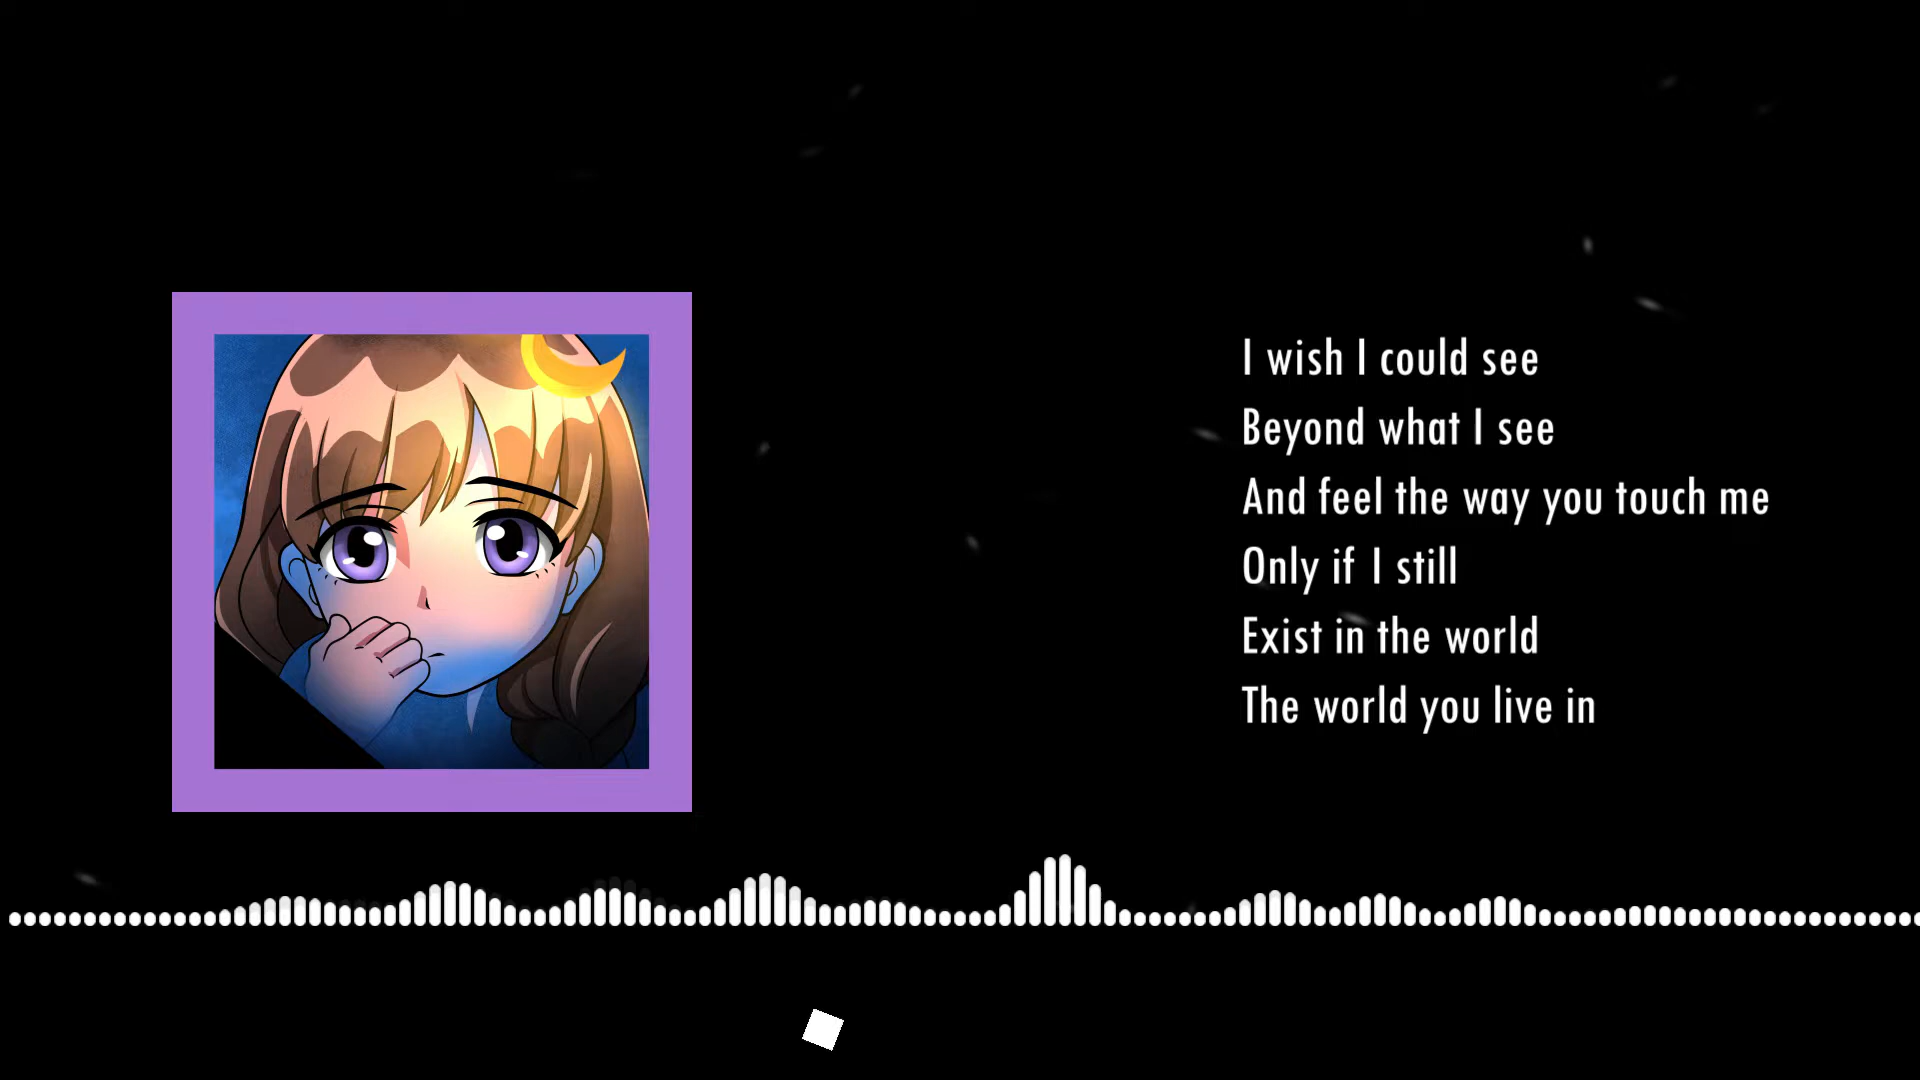 I wish I could see
Beyond what I see
And feel the way you touch me
Only if I still
Exist in the world
The world you live in